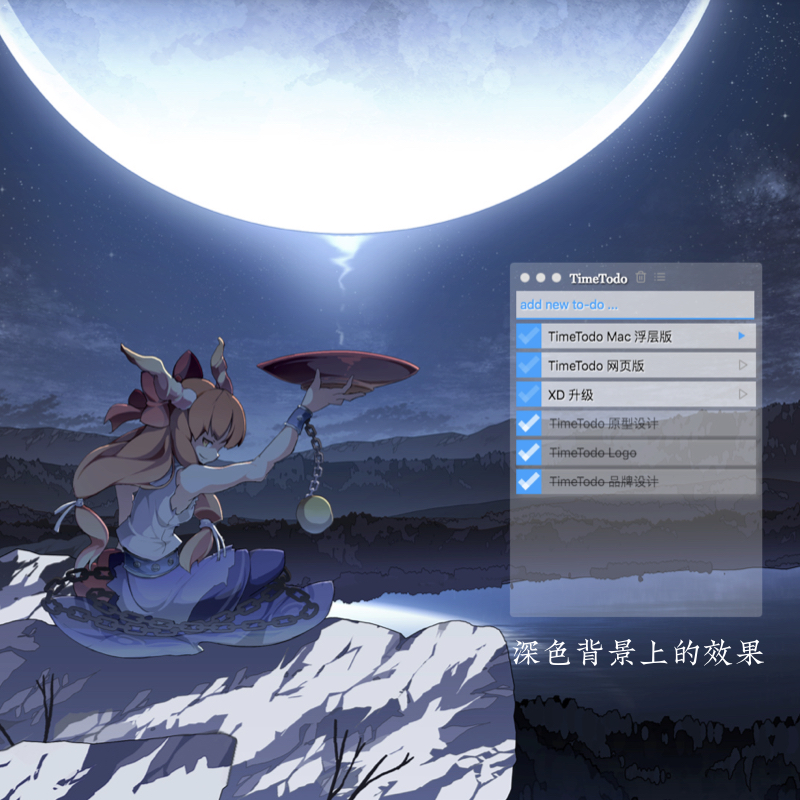 TimeTodo
add new to-do ...
TimeTodo Mac 浮层版
TimeTodo 网页版
XD 升级
TimeTodo 原型设计
TimeTodo Logo
TimeTodo 品牌设计
深色背景上的效果